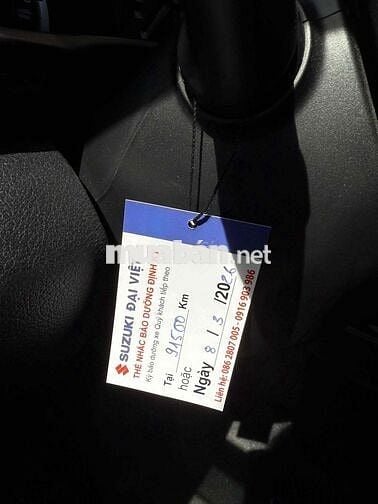 SUZUKI ĐẠI VIỆT
THẺ NHẮC BẢO DƯỠNG ĐỊNH KỲ
Kỳ bảo dưỡng xe Quý khách tiếp theo
Tại 91500 Km
hoặc
Ngày 8 / 3 / 2026
Liên hệ: 086 2807 005 - 0916 903 986
muaban.net